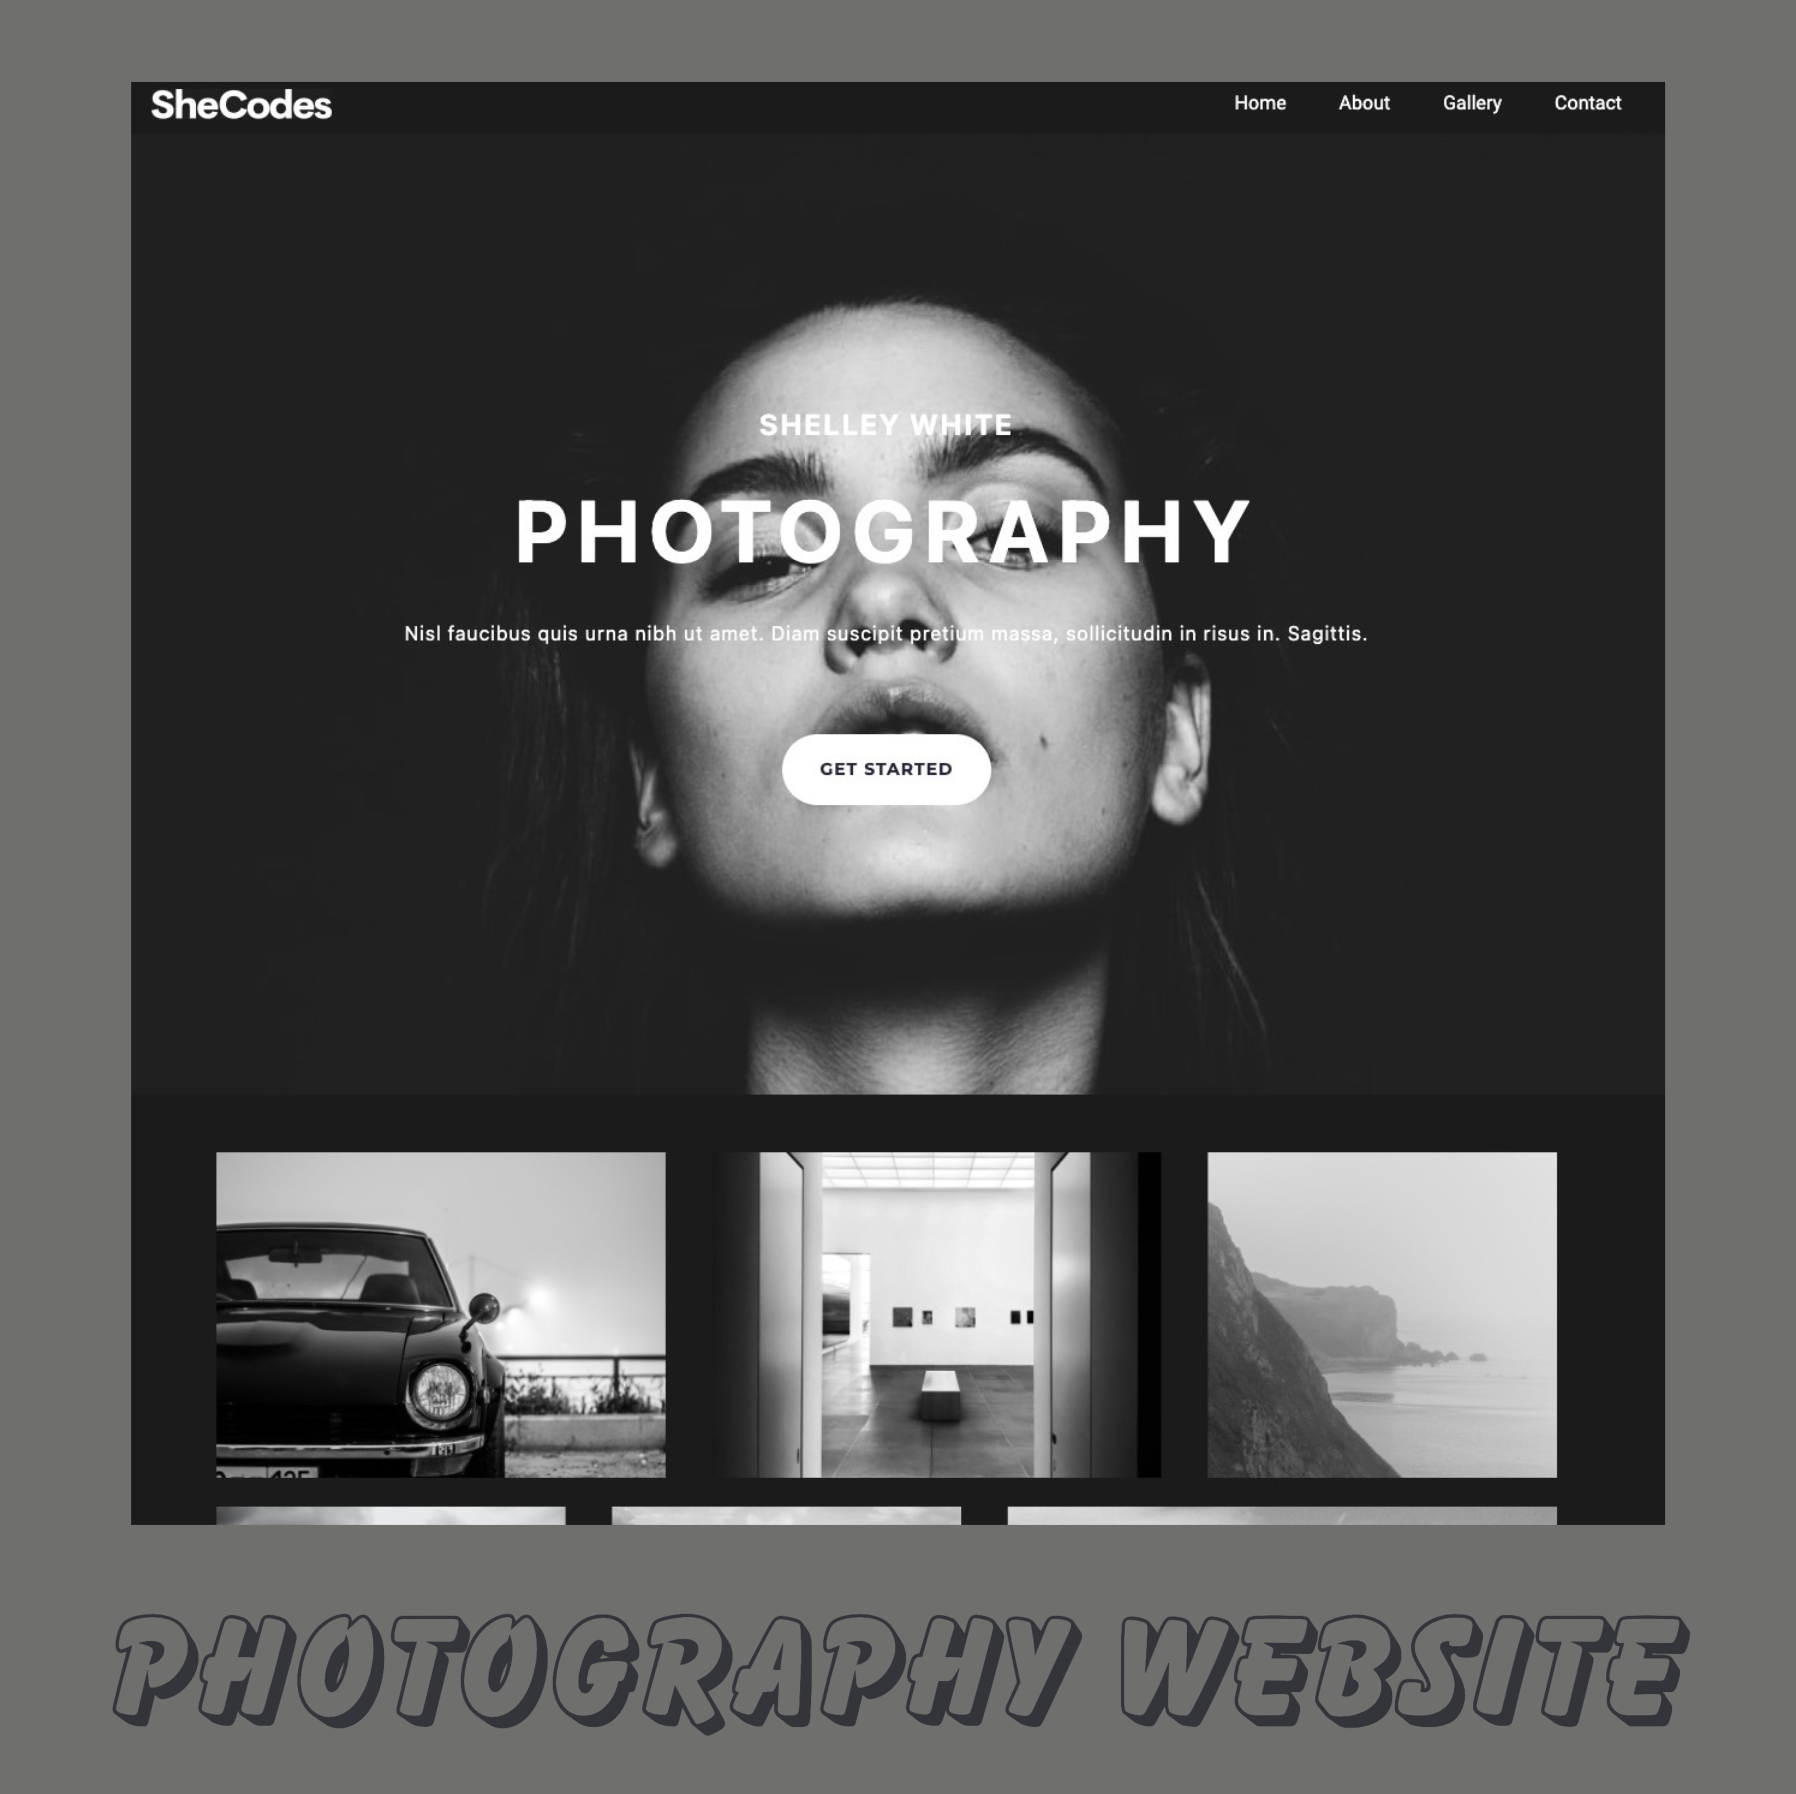 SheCodes
Home About Gallery Contact
SHELLEY WHITE
PHOTOGRAPHY
Nisl faucibus quis urna nibh ut amet. Diam suscipit pretium massa, sollicitudin in risus in. Sagittis.
GET STARTED
PHOTOGRAPHY WEBSITE